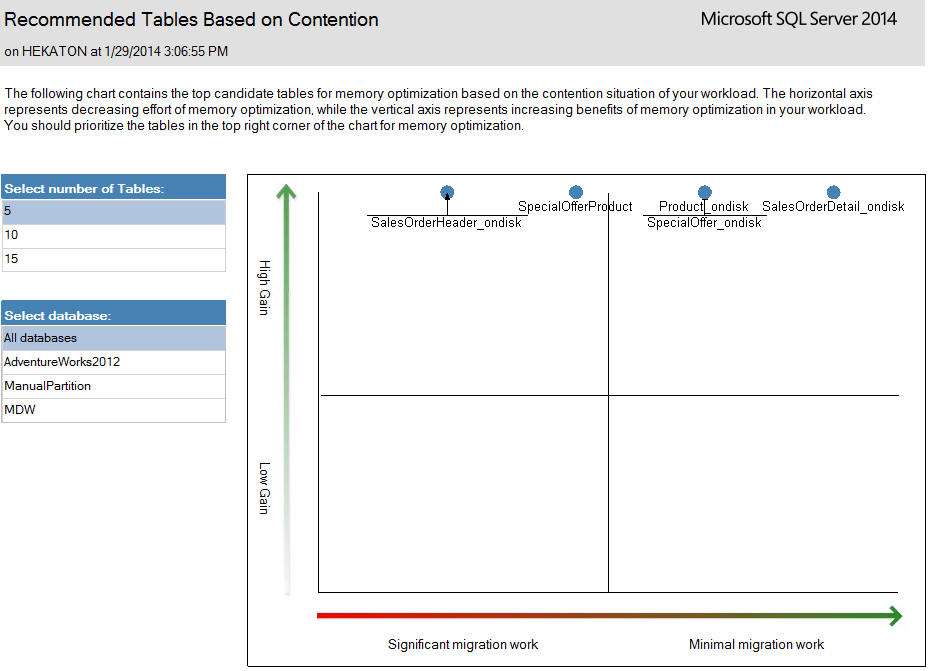 Recommended Tables Based on Contention
Microsoft SQL Server 2014
on HEKATON at 1/29/2014 3:06:55 PM
The following chart contains the top candidate tables for memory optimization based on the contention situation of your workload. The horizontal axis
represents decreasing effort of memory optimization, while the vertical axis represents increasing benefits of memory optimization in your workload.
You should prioritize the tables in the top right corner of the chart for memory optimization.
Select number of Tables:
5
10
15
Select database:
All databases
AdventureWorks2012
ManualPartition
MDW
High Gain
Low Gain
SpecialOfferProduct
Product_ondisk
SalesOrderDetail_ondisk
SalesOrderHeader_ondisk
SpecialOffer_ondisk
Significant migration work
Minimal migration work